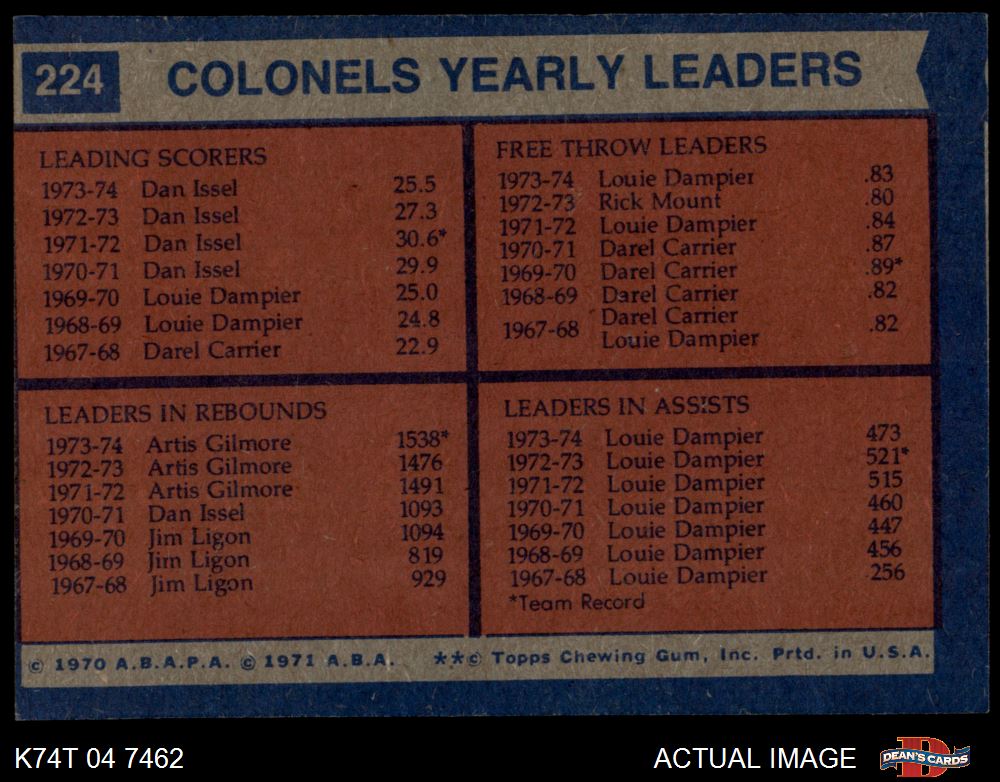 224 COLONELS YEARLY LEADERS
LEADING SCORERS
1973-74 Dan Issel 25.5
1972-73 Dan Issel 27.3
1971-72 Dan Issel 30.6*
1970-71 Dan Issel 29.9
1969-70 Louie Dampier 25.0
1968-69 Louie Dampier 24.8
1967-68 Darel Carrier 22.9
FREE THROW LEADERS
1973-74 Louie Dampier .83
1972-73 Rick Mount .80
1971-72 Louie Dampier .84
1970-71 Darel Carrier .87
1969-70 Darel Carrier .89*
1968-69 Darel Carrier .82
1967-68 Darel Carrier .82
Louie Dampier
LEADERS IN REBOUNDS
1973-74 Artis Gilmore 1538*
1972-73 Artis Gilmore 1476
1971-72 Artis Gilmore 1491
1970-71 Dan Issel 1093
1969-70 Jim Ligon 1094
1968-69 Jim Ligon 819
1967-68 Jim Ligon 929
LEADERS IN ASSISTS
1973-74 Louie Dampier 473
1972-73 Louie Dampier 521*
1971-72 Louie Dampier 515
1970-71 Louie Dampier 460
1969-70 Louie Dampier 447
1968-69 Louie Dampier 456
1967-68 Louie Dampier 256
*Team Record
© 1970 A.B.A.P.A. © 1971 A.B.A. **© Topps Chewing Gum, Inc. Prtd. in U.S.A.
K74T 04 7462 ACTUAL IMAGE DEAN'S CARDS